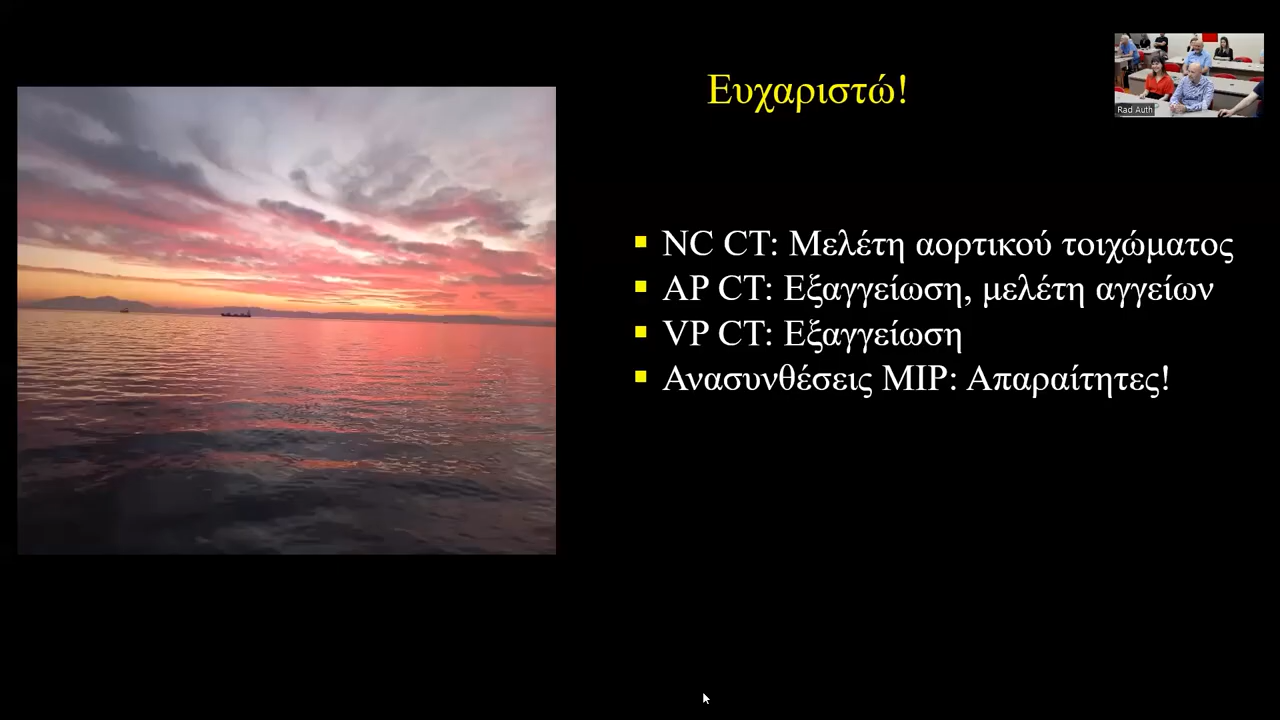 Ευχαριστώ!
Rad Auth
NC CT: Μελέτη αορτικού τοιχώματος
AP CT: Εξαγγείωση, μελέτη αγγείων
VP CT: Εξαγγείωση
Ανασυνθέσεις MIP: Απαραίτητες!